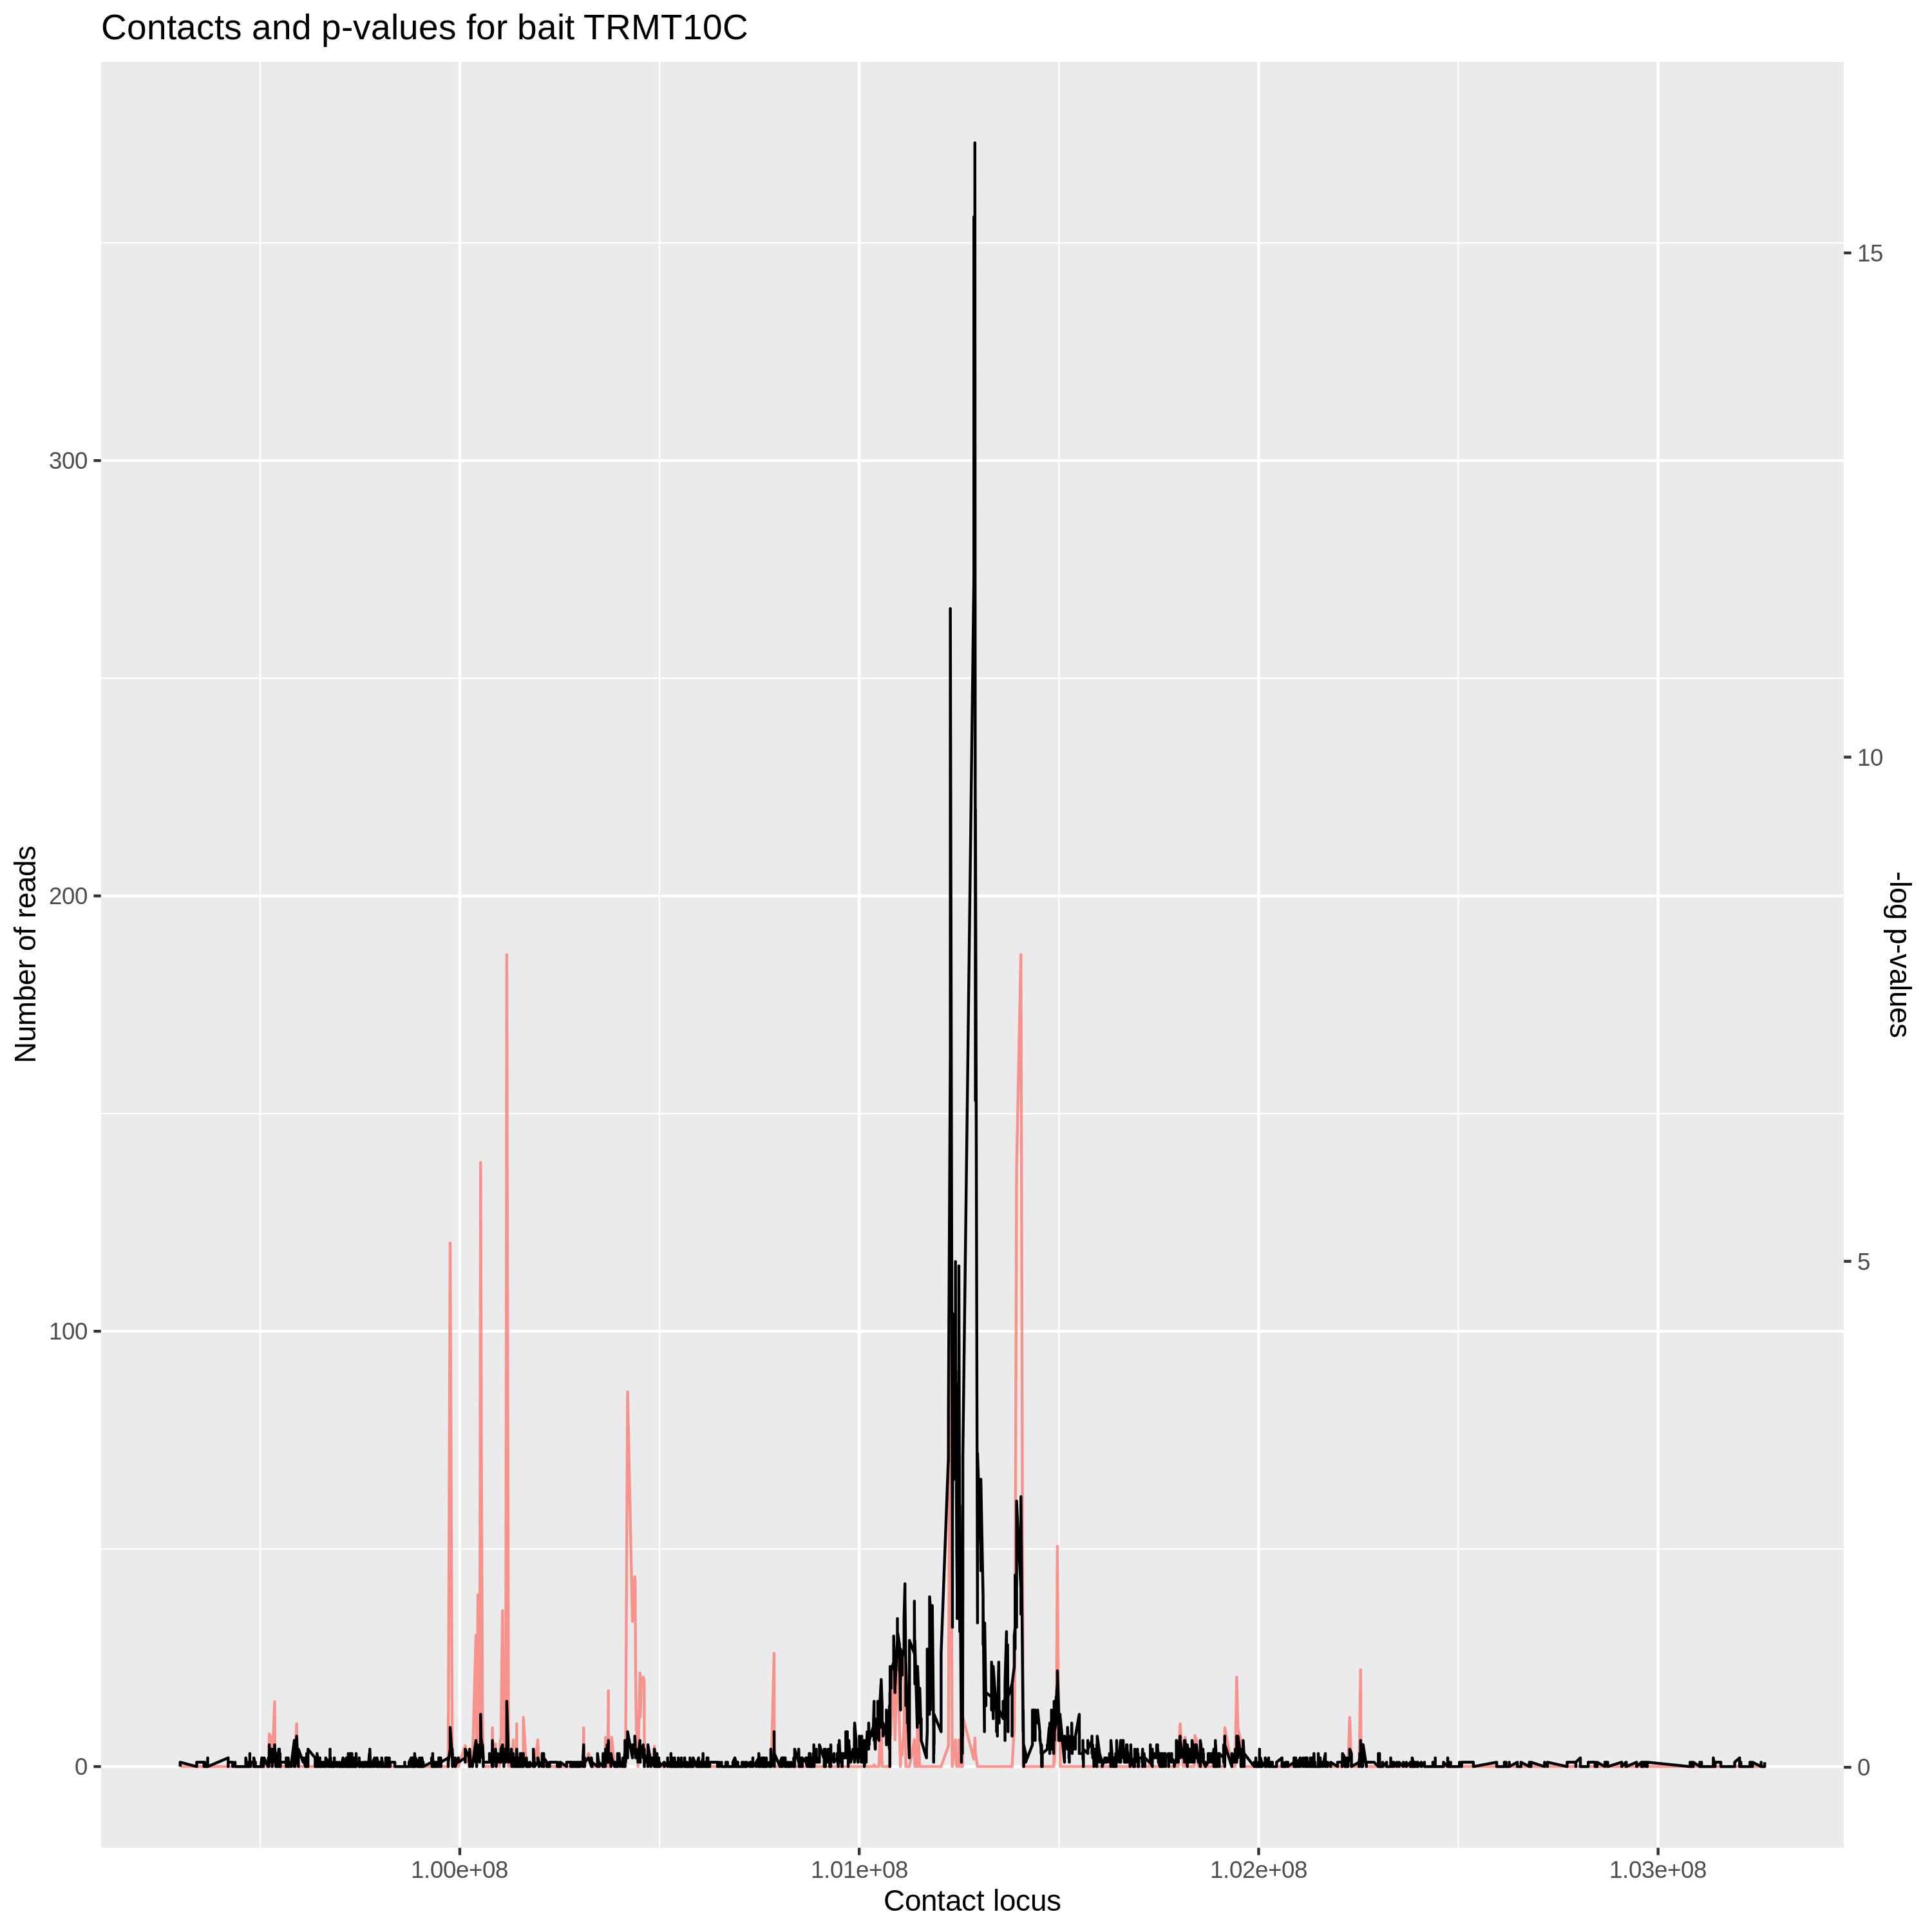 Contacts and p-values for bait TRMT10C
Number of reads
300
200
100
0
15
10
5
0
-log p-values
1.00e+08
1.01e+08
1.02e+08
1.03e+08
Contact locus